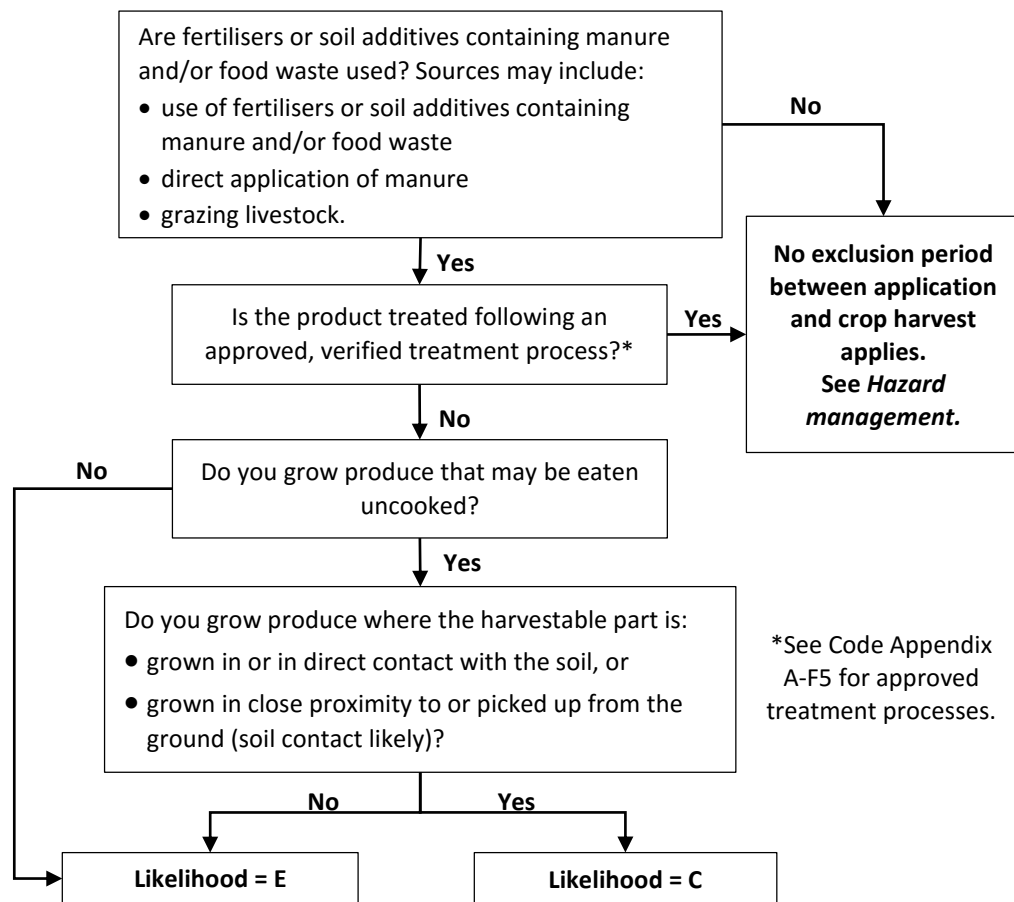 Are fertilisers or soil additives containing manure
and/or food waste used? Sources may include:
• use of fertilisers or soil additives containing
manure and/or food waste
• direct application of manure
• grazing livestock.
No
Yes
No exclusion period
between application
and crop harvest
applies.
See Hazard
management.
Is the product treated following an
approved, verified treatment process?*
Yes
No
Do you grow produce that may be eaten
uncooked?
No
Yes
Do you grow produce where the harvestable part is:
• grown in or in direct contact with the soil, or
• grown in close proximity to or picked up from the
ground (soil contact likely)?
*See Code Appendix
A-F5 for approved
treatment processes.
No
Yes
Likelihood = E
Likelihood = C